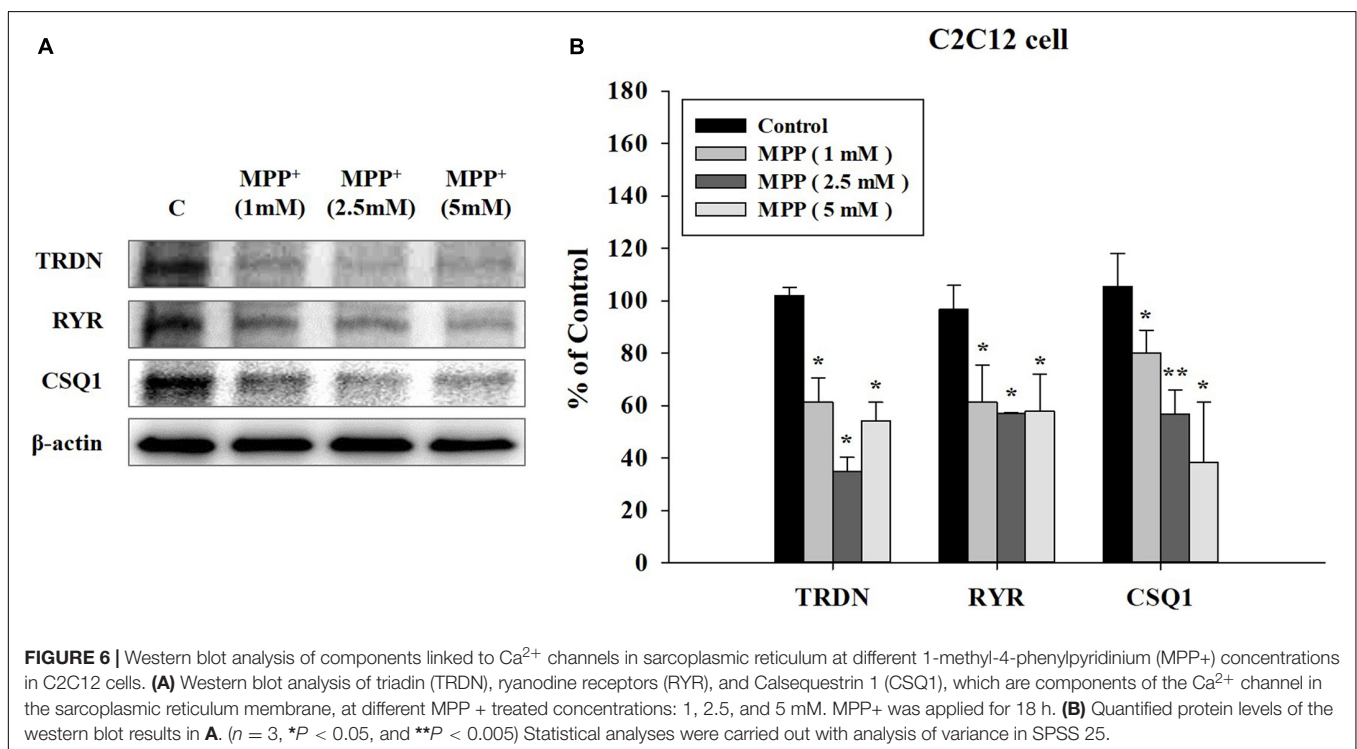 A
B
C2C12 cell
C
MPP⁺ (1mM)
MPP⁺ (2.5mM)
MPP⁺ (5mM)
TRDN
RYR
CSQ1
β-actin
% of Control
180
160
140
120
100
80
60
40
20
0
Control
MPP ( 1 mM )
MPP ( 2.5 mM )
MPP ( 5 mM )
*
*
*
*
*
*
*
**
*
TRDN
RYR
CSQ1
FIGURE 6 | Western blot analysis of components linked to Ca²⁺ channels in sarcoplasmic reticulum at different 1-methyl-4-phenylpyridinium (MPP+) concentrations
in C2C12 cells. (A) Western blot analysis of triadin (TRDN), ryanodine receptors (RYR), and Calsequestrin 1 (CSQ1), which are components of the Ca²⁺ channel in
the sarcoplasmic reticulum membrane, at different MPP + treated concentrations: 1, 2.5, and 5 mM. MPP+ was applied for 18 h. (B) Quantified protein levels of the
western blot results in A. (n = 3, *P < 0.05, and **P < 0.005) Statistical analyses were carried out with analysis of variance in SPSS 25.